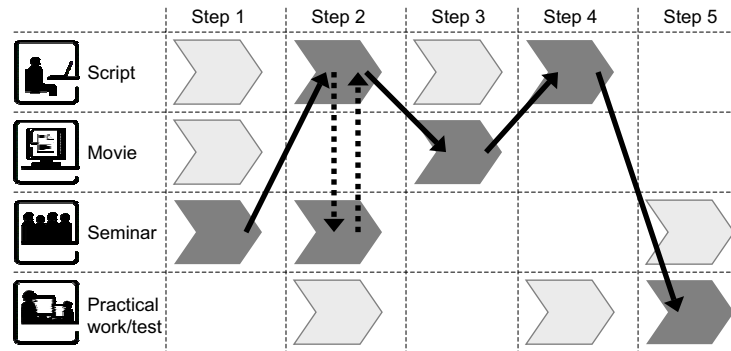 Step 1 Step 2 Step 3 Step 4 Step 5
Script
Movie
Seminar
Practical
work/test